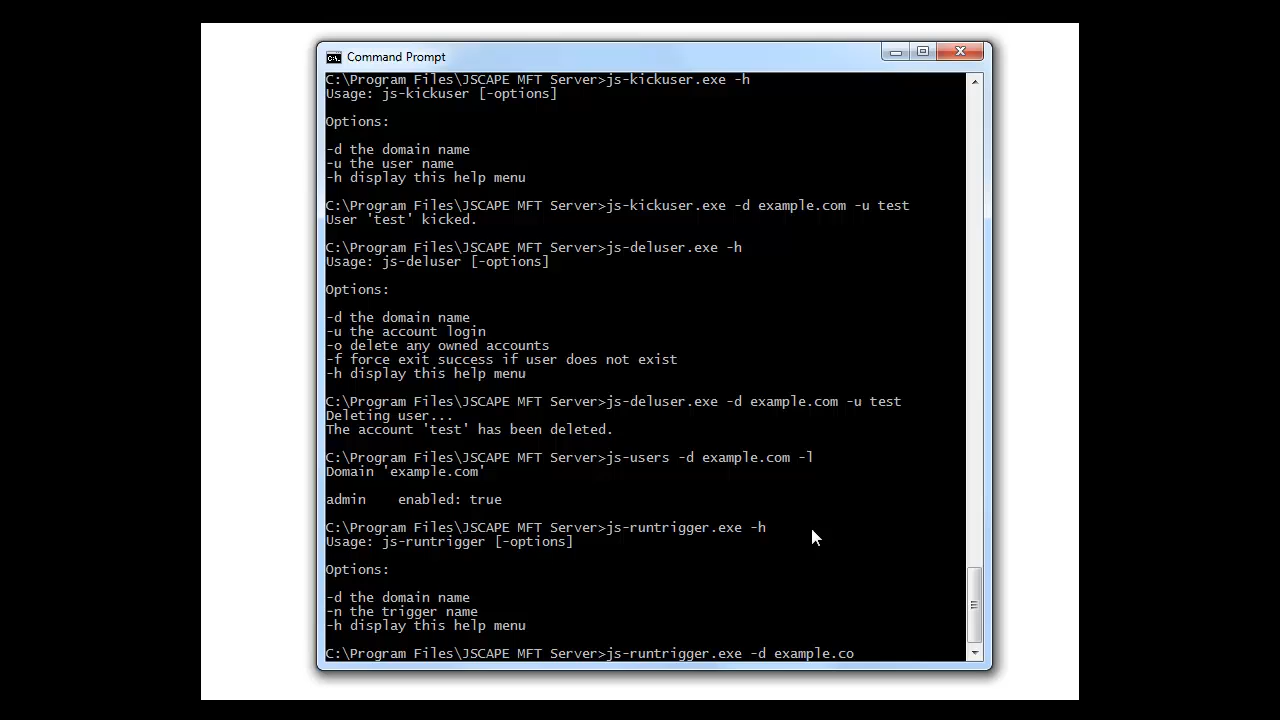 Command Prompt
C:\Program Files\JSCAPE MFT Server>js-kickuser.exe -h
Usage: js-kickuser [-options]
Options:
-d the domain name
-u the user name
-h display this help menu
C:\Program Files\JSCAPE MFT Server>js-kickuser.exe -d example.com -u test
User 'test' kicked.
C:\Program Files\JSCAPE MFT Server>js-deluser.exe -h
Usage: js-deluser [-options]
Options:
-d the domain name
-u the account login
-o delete any owned accounts
-f force exit success if user does not exist
-h display this help menu
C:\Program Files\JSCAPE MFT Server>js-deluser.exe -d example.com -u test
Deleting user...
The account 'test' has been deleted.
C:\Program Files\JSCAPE MFT Server>js-users -d example.com -l
Domain 'example.com'
admin    enabled: true
C:\Program Files\JSCAPE MFT Server>js-runtrigger.exe -h
Usage: js-runtrigger [-options]
Options:
-d the domain name
-n the trigger name
-h display this help menu
C:\Program Files\JSCAPE MFT Server>js-runtrigger.exe -d example.co